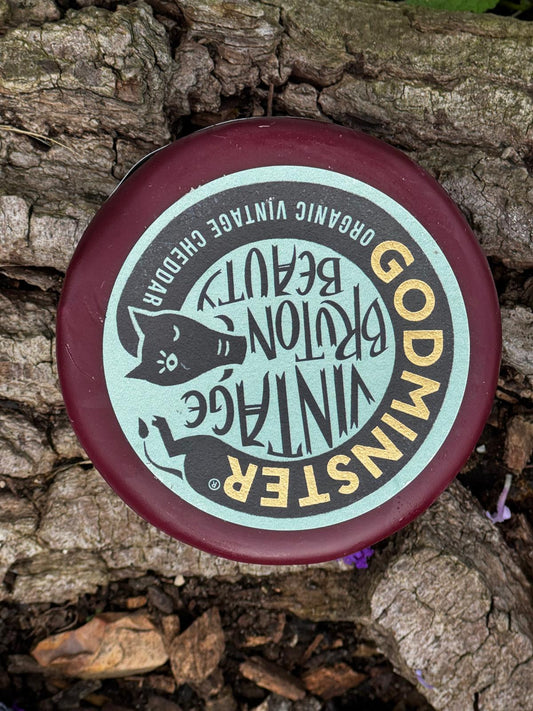 GODMINSTER®
VINTAGE
BRUTON
BEAUTY
ORGANIC VINTAGE CHEDDAR